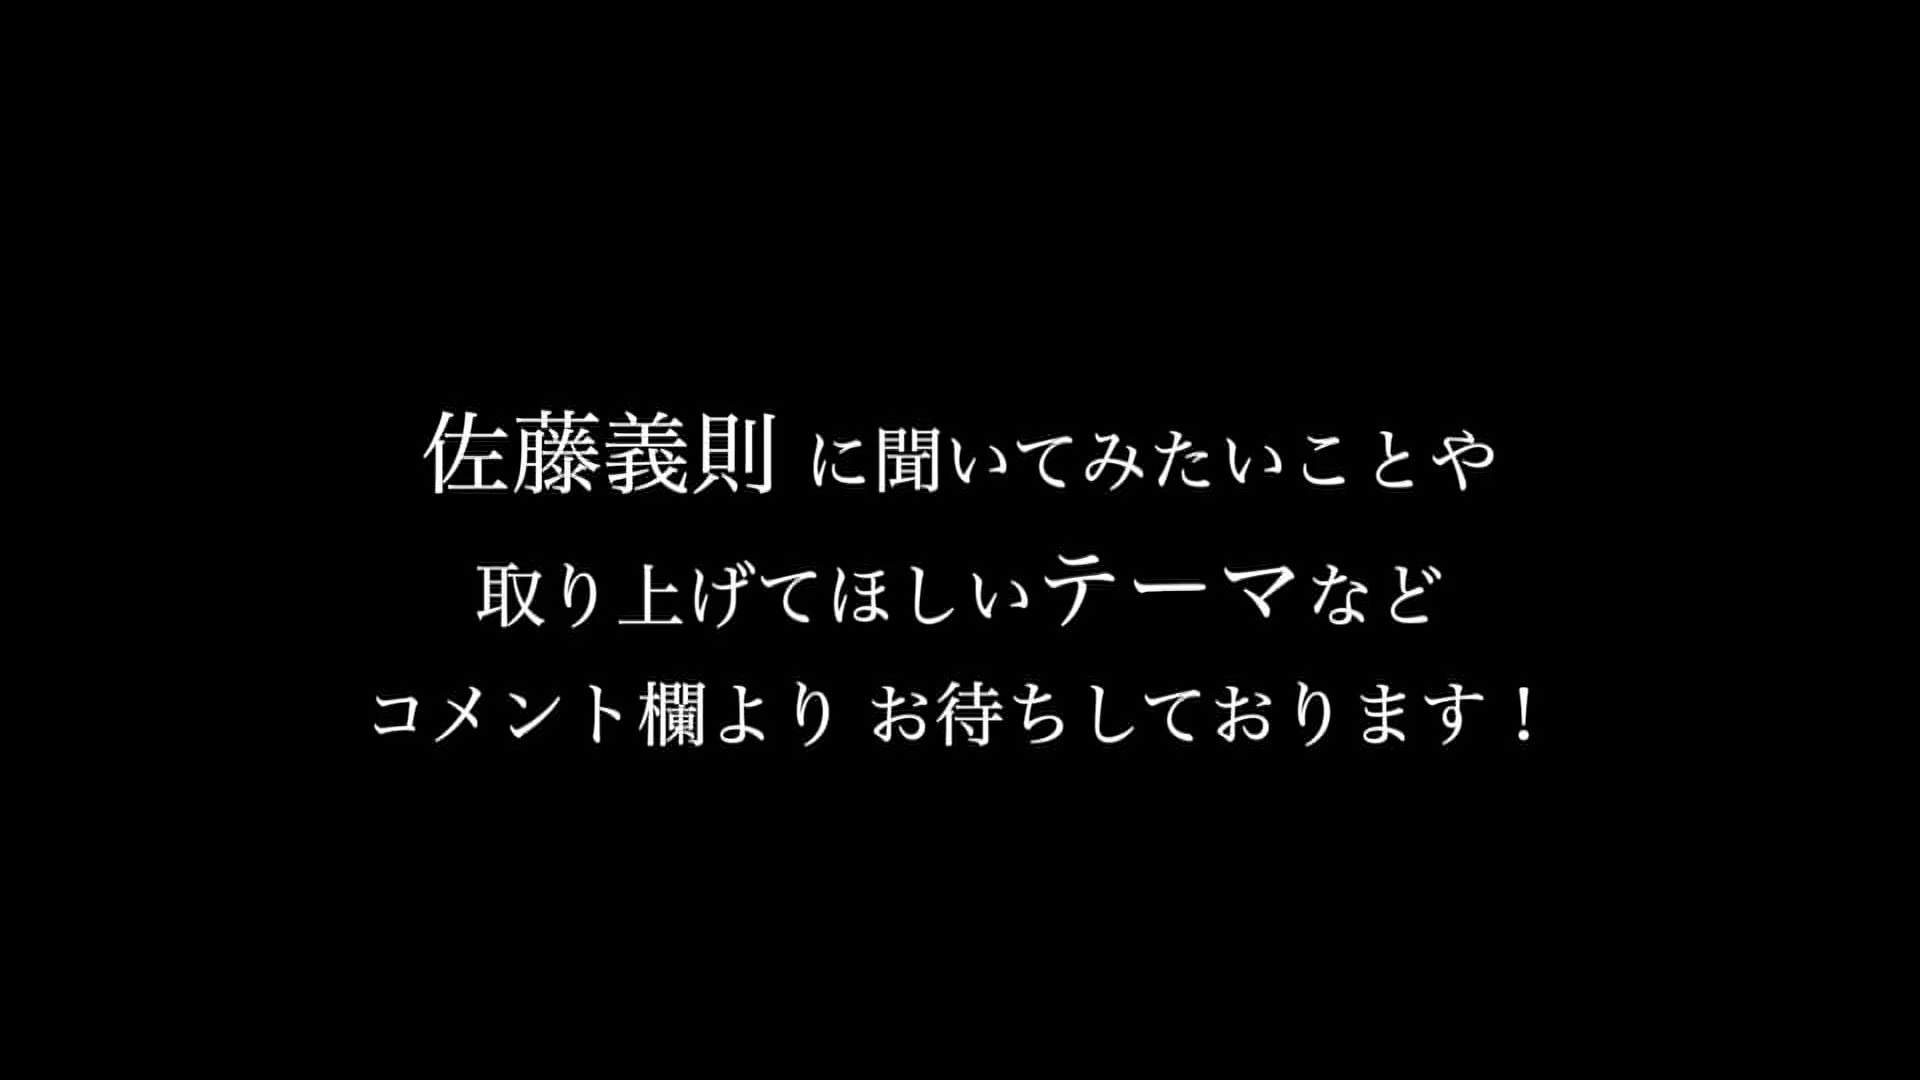 佐藤義則 に聞いてみたいことや
取り上げてほしいテーマなど
コメント欄より お待ちしております！